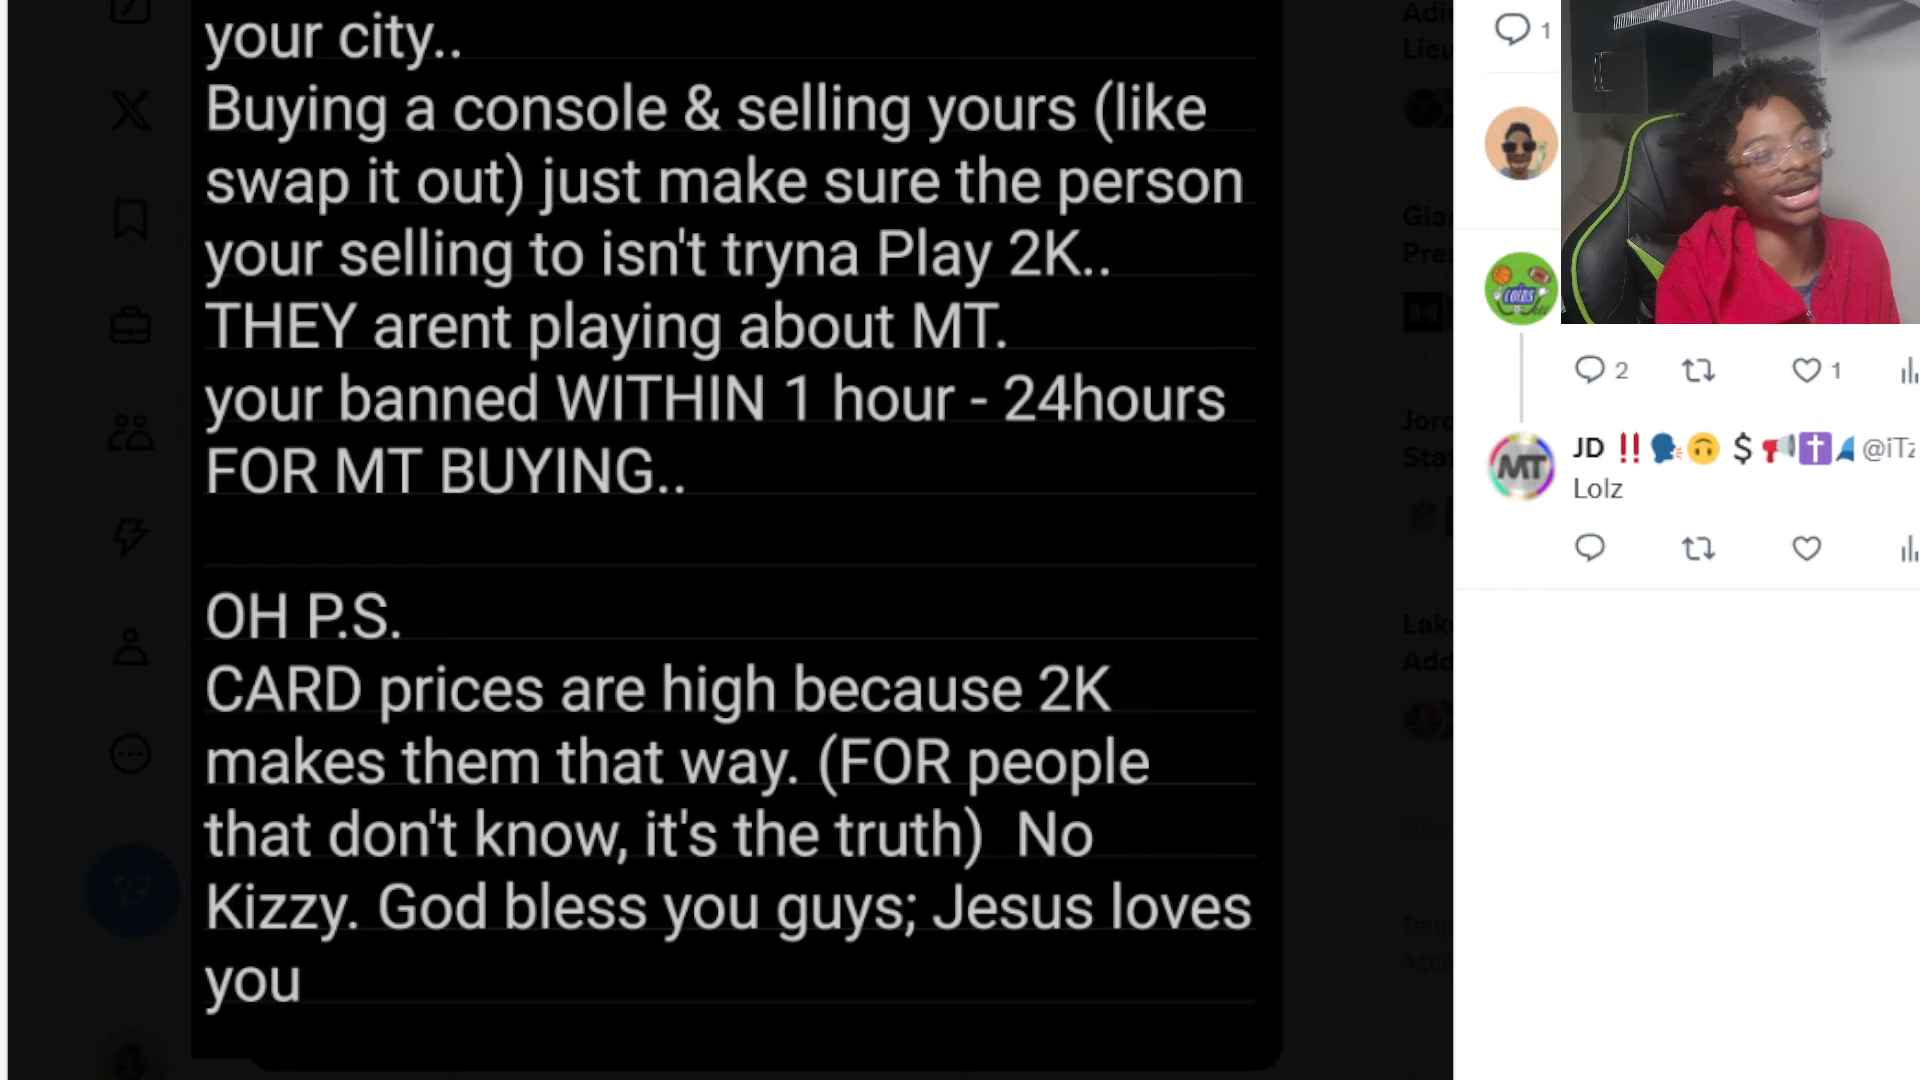 your city..
Buying a console & selling yours (like
swap it out) just make sure the person
your selling to isn't tryna Play 2K..
THEY arent playing about MT.
your banned WITHIN 1 hour - 24hours
FOR MT BUYING..
OH P.S.
CARD prices are high because 2K
makes them that way. (FOR people
that don't know, it's the truth)  No
Kizzy. God bless you guys; Jesus loves
you
1
COINS
2 1
MT
JD ‼️🗣️🙃 $ 📣✝️ @iTz
Lolz